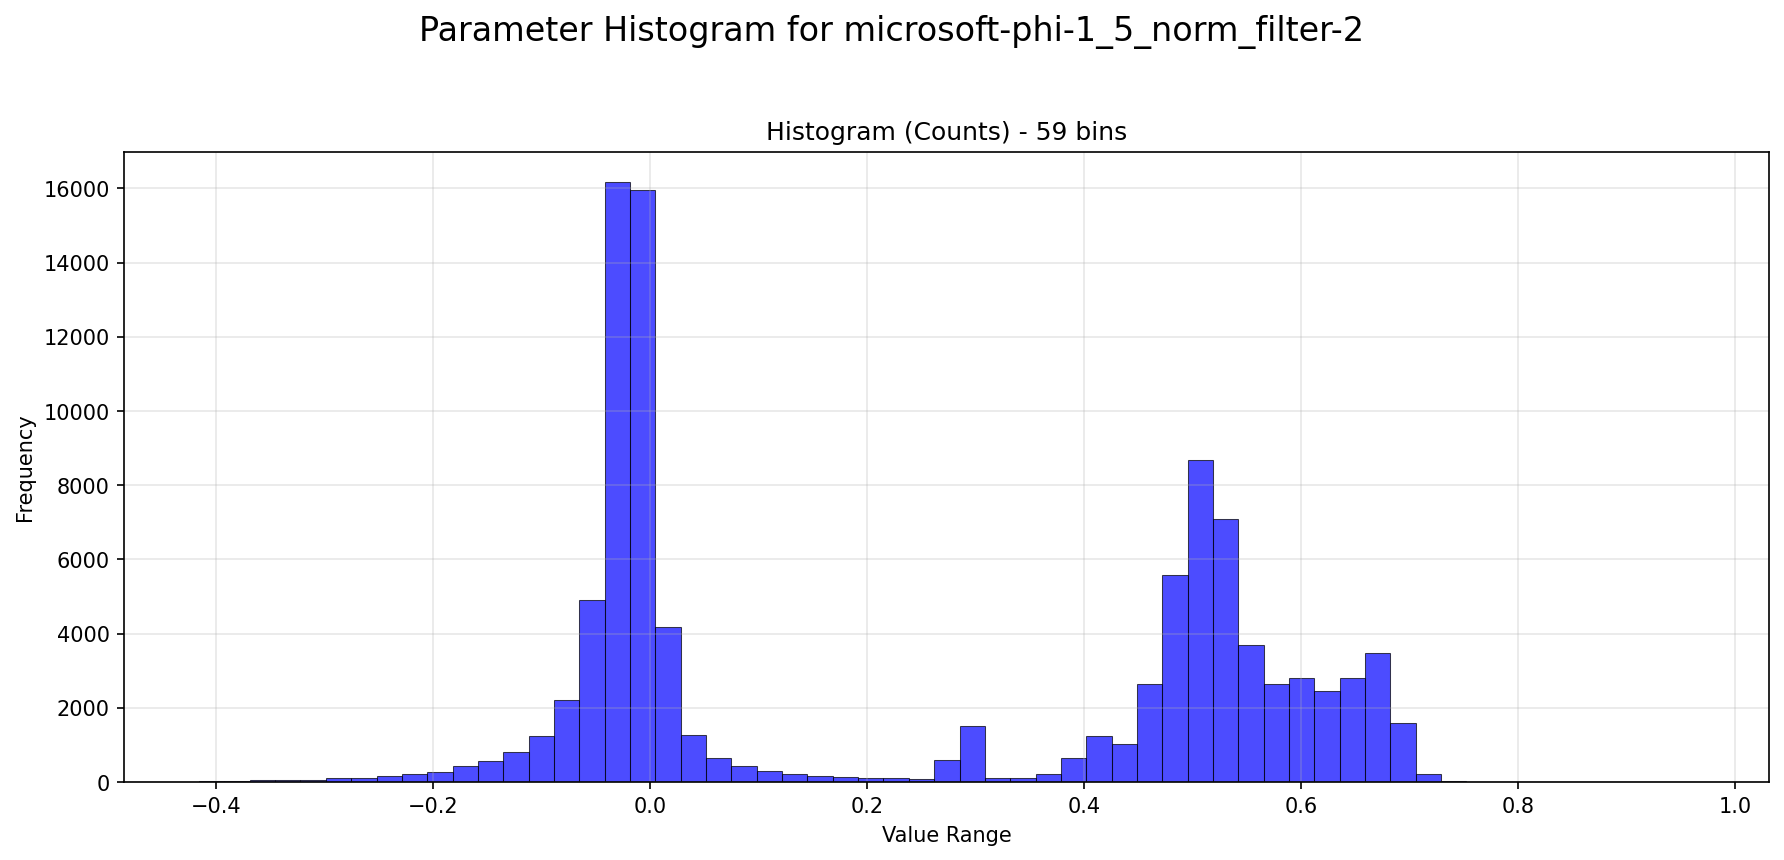 Parameter Histogram for microsoft-phi-1_5_norm_filter-2
Histogram (Counts) - 59 bins
16000
14000
12000
10000
8000
6000
4000
2000
0
Frequency
−0.4 −0.2 0.0 0.2 0.4 0.6 0.8 1.0
Value Range